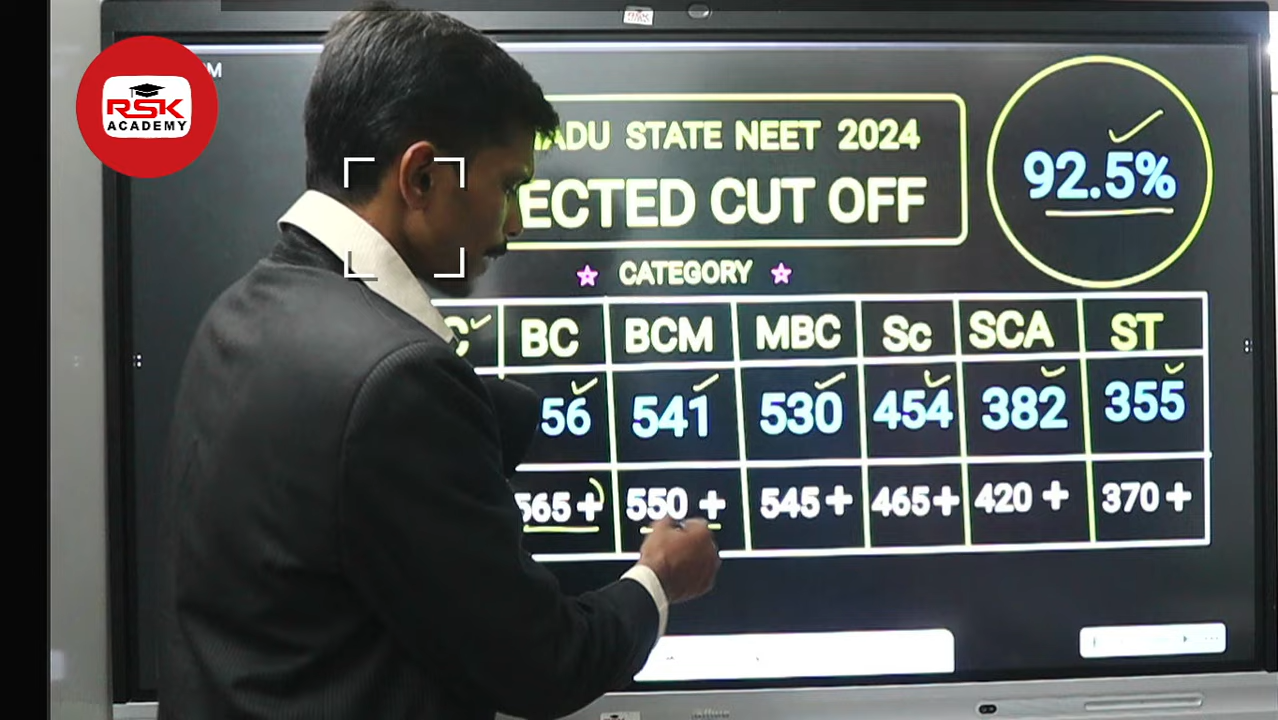 RSK
ACADEMY
M
RSK
ADU STATE NEET 2024
ECTED CUT OFF
92.5%
CATEGORY
C BC BCM MBC Sc SCA ST
56 541 530 454 382 355
565+ 550+ 545+ 465+ 420+ 370+